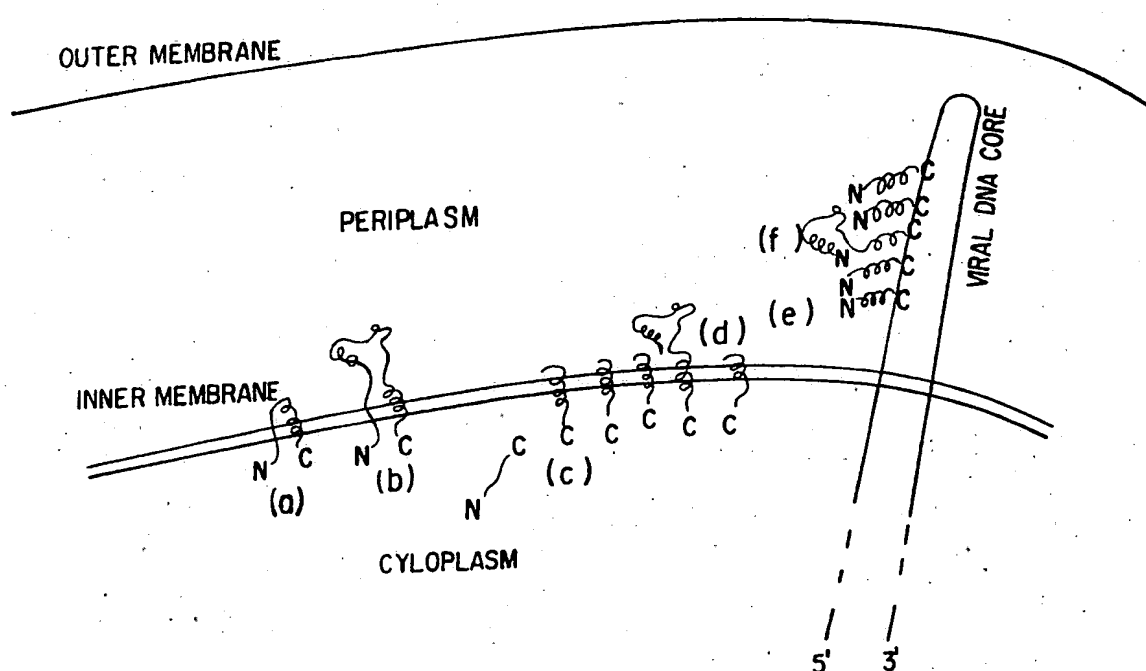 OUTER MEMBRANE
PERIPLASM
VIRAL DNA CORE
N C
N C
(f) C
N C
N C
(e)
(d)
INNER MEMBRANE
N C
(a)
N C
(b)
N C
C C C C C
(c)
CYLOPLASM
5' 3'